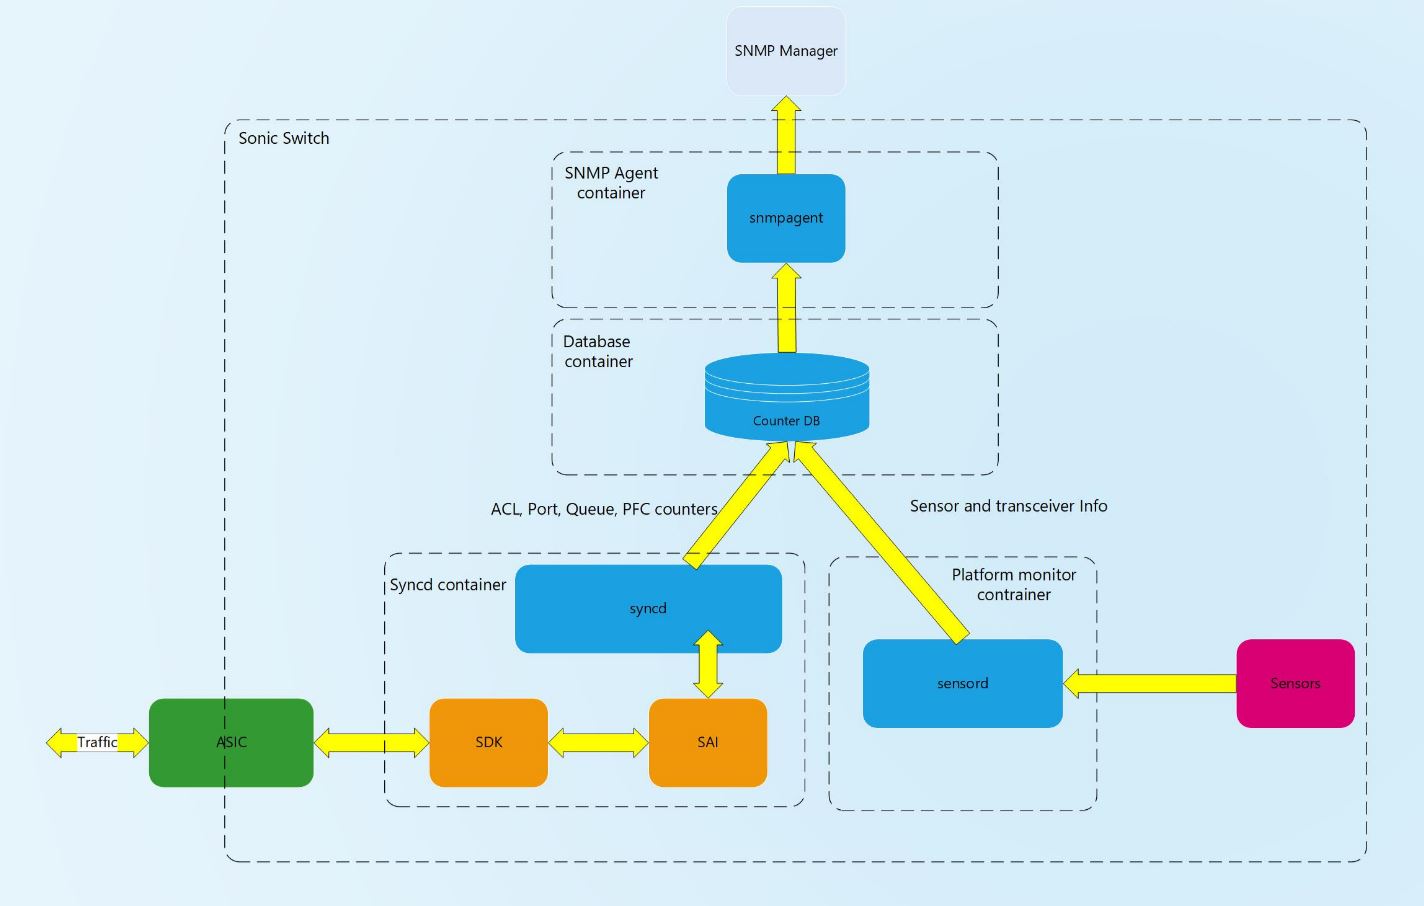 SNMP Manager
Sonic Switch
SNMP Agent
container
snmpagent
Database
container
Counter DB
ACL, Port, Queue, PFC counters
Sensor and transceiver Info
Syncd container
syncd
Platform monitor
contrainer
sensord
Sensors
Traffic
ASIC
SDK
SAI